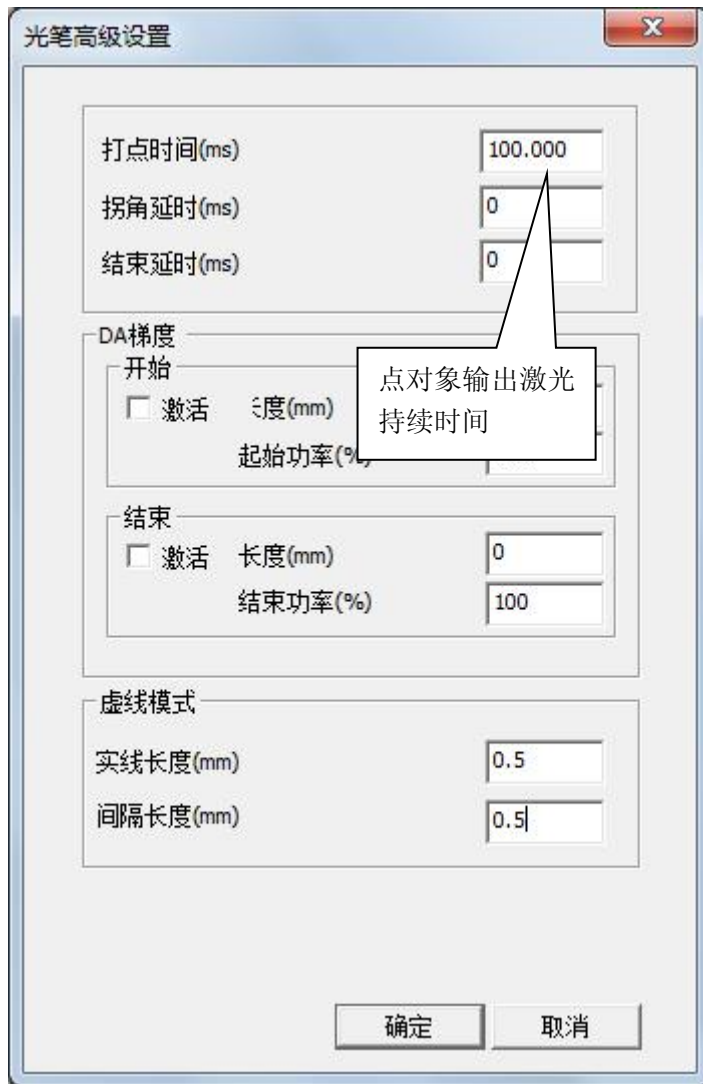 光笔高级设置
打点时间(ms) 100.000
拐角延时(ms) 0
结束延时(ms) 0
DA梯度
开始
激活 度(mm)
起始功率(%)
点对象输出激光
持续时间
结束
激活 长度(mm) 0
结束功率(%) 100
虚线模式
实线长度(mm) 0.5
间隔长度(mm) 0.5
确定 取消